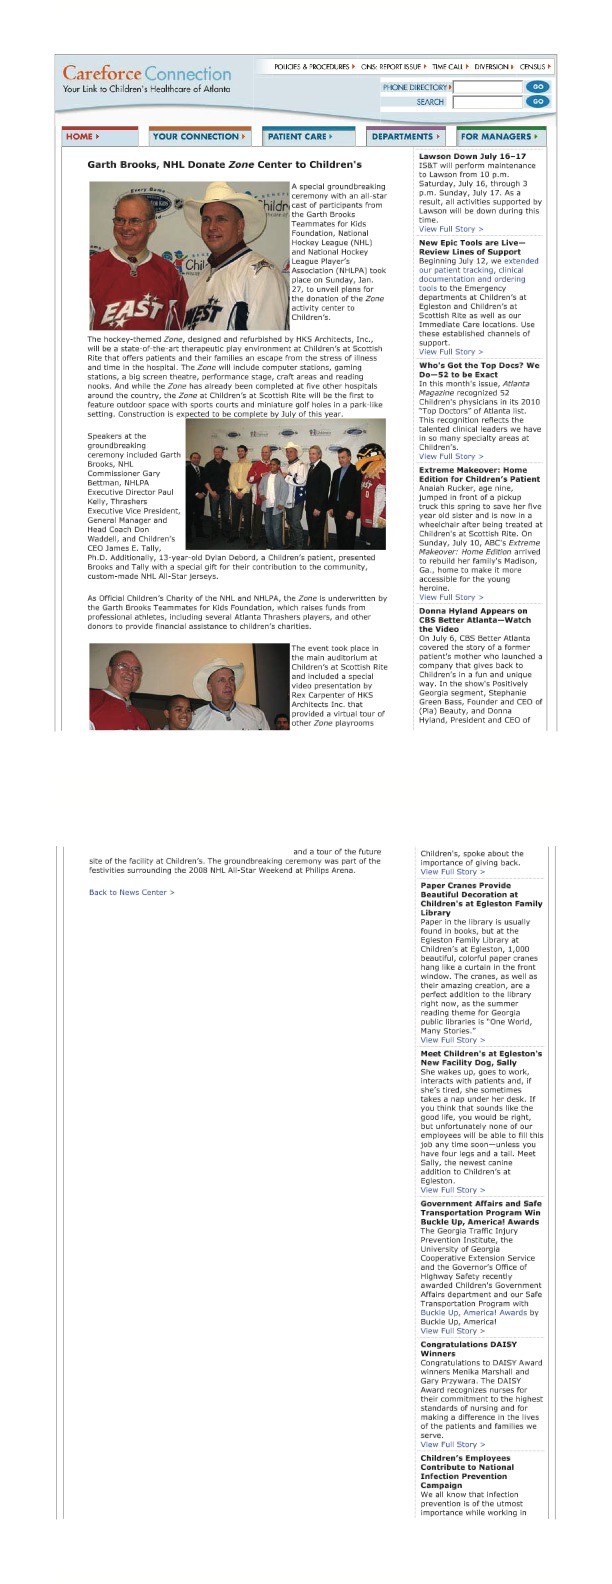 Careforce Connection
Your Link to Children's Healthcare of Atlanta
POLICIES & PROCEDURES
ONS: REPORT ISSUE
TIME CALL
DIVERSION
CENSUS
PHONE DIRECTORY
GO
SEARCH
GO
HOME
YOUR CONNECTION
PATIENT CARE
DEPARTMENTS
FOR MANAGERS
Garth Brooks, NHL Donate Zone Center to Children's
A special groundbreaking
ceremony with an all-star
cast of participants from
the Garth Brooks
Teammates for Kids
Foundation, National
Hockey League (NHL)
and National Hockey
League Player's
Association (NHLPA) took
place on Sunday, Jan.
27, to unveil plans for
the donation of the Zone
activity center to
Children's.
EAST
WEST
The hockey-themed Zone, designed and refurbished by HKS Architects, Inc.,
will be a state-of-the-art therapeutic play environment at Children's at Scottish
Rite that offers patients and their families an escape from the stress of illness
and time in the hospital. The Zone will include computer stations, gaming
stations, a big screen theatre, performance stage, craft areas and reading
nooks. And while the Zone has already been completed at five other hospitals
around the country, the Zone at Children's at Scottish Rite will be the first to
feature outdoor space with sports courts and miniature golf holes in a park-like
setting. Construction is expected to be complete by July of this year.
Speakers at the
groundbreaking
ceremony included Garth
Brooks, NHL
Commissioner Gary
Bettman, NHLPA
Executive Director Paul
Kelly, Thrashers
Executive Vice President,
General Manager and
Head Coach Don
Waddell, and Children's
CEO James E. Tally,
Ph.D. Additionally, 13-year-old Dylan Debord, a Children's patient, presented
Brooks and Tally with a special gift for their contribution to the community,
custom-made NHL All-Star jerseys.
As Official Children's Charity of the NHL and NHLPA, the Zone is underwritten by
the Garth Brooks Teammates for Kids Foundation, which raises funds from
professional athletes, including several Atlanta Thrashers players, and other
donors to provide financial assistance to children's charities.
The event took place in
the main auditorium at
Children's at Scottish Rite
and included a special
video presentation by
Rex Carpenter of HKS
Architects Inc. that
provided a virtual tour of
other Zone playrooms
and a tour of the future
site of the facility at Children's. The groundbreaking ceremony was part of the
festivities surrounding the 2008 NHL All-Star Weekend at Philips Arena.
Back to News Center >
Lawson Down July 16–17
IS&T will perform maintenance
to Lawson from 10 p.m.
Saturday, July 16, through 3
p.m. Sunday, July 17. As a
result, all activities supported by
Lawson will be down during this
time.
View Full Story >
New Epic Tools are Live—
Review Lines of Support
Beginning July 12, we extended
our patient tracking, clinical
documentation and ordering
tools to the Emergency
departments at Children's at
Egleston and Children's at
Scottish Rite as well as our
Immediate Care locations. Use
these established channels of
support.
View Full Story >
Who's Got the Top Docs? We
Do—52 to be Exact
In this month's issue, Atlanta
Magazine recognized 52
Children's physicians in its 2010
"Top Doctors" of Atlanta list.
This recognition reflects the
talented clinical leaders we have
in so many specialty areas at
Children's.
View Full Story >
Extreme Makeover: Home
Edition for Children's Patient
Anaiah Rucker, age nine,
jumped in front of a pickup
truck this spring to save her five
year old sister and is now in a
wheelchair after being treated at
Children's at Scottish Rite. On
Sunday, July 10, ABC's Extreme
Makeover: Home Edition arrived
to rebuild her family's Madison,
Ga., home to make it more
accessible for the young
heroine.
View Full Story >
Donna Hyland Appears on
CBS Better Atlanta—Watch
the Video
On July 6, CBS Better Atlanta
covered the story of a former
patient's mother who launched a
company that gives back to
Children's in a fun and unique
way. In the show's Positively
Georgia segment, Stephanie
Green Bass, Founder and CEO of
(Pia) Beauty, and Donna
Hyland, President and CEO of
Children's, spoke about the
importance of giving back.
View Full Story >
Paper Cranes Provide
Beautiful Decoration at
Children's at Egleston Family
Library
Paper in the library is usually
found in books, but at the
Egleston Family Library at
Children's at Egleston, 1,000
beautiful, colorful paper cranes
hang like a curtain in the front
window. The cranes, as well as
their amazing creation, are a
perfect addition to the library
right now, as the summer
reading theme for Georgia
public libraries is "One World,
Many Stories."
View Full Story >
Meet Children's at Egleston's
New Facility Dog, Sally
She wakes up, goes to work,
interacts with patients and, if
she's tired, she sometimes
takes a nap under her desk. If
you think that sounds like the
good life, you would be right,
but unfortunately none of our
employees will be able to fill this
job any time soon—unless you
have four legs and a tail. Meet
Sally, the newest canine
addition to Children's at
Egleston.
View Full Story >
Government Affairs and Safe
Transportation Program Win
Buckle Up, America! Awards
The Georgia Traffic Injury
Prevention Institute, the
University of Georgia
Cooperative Extension Service
and the Governor's Office of
Highway Safety recently
awarded Children's Government
Affairs department and our Safe
Transportation Program with
Buckle Up, America! Awards by
Buckle Up, America!
View Full Story >
Congratulations DAISY
Winners
Congratulations to DAISY Award
winners Menika Marshall and
Gary Przywara. The DAISY
Award recognizes nurses for
their commitment to the highest
standards of nursing and for
making a difference in the lives
of the patients and families we
serve.
View Full Story >
Children's Employees
Contribute to National
Infection Prevention
Campaign
We all know that infection
prevention is of the utmost
importance while working in